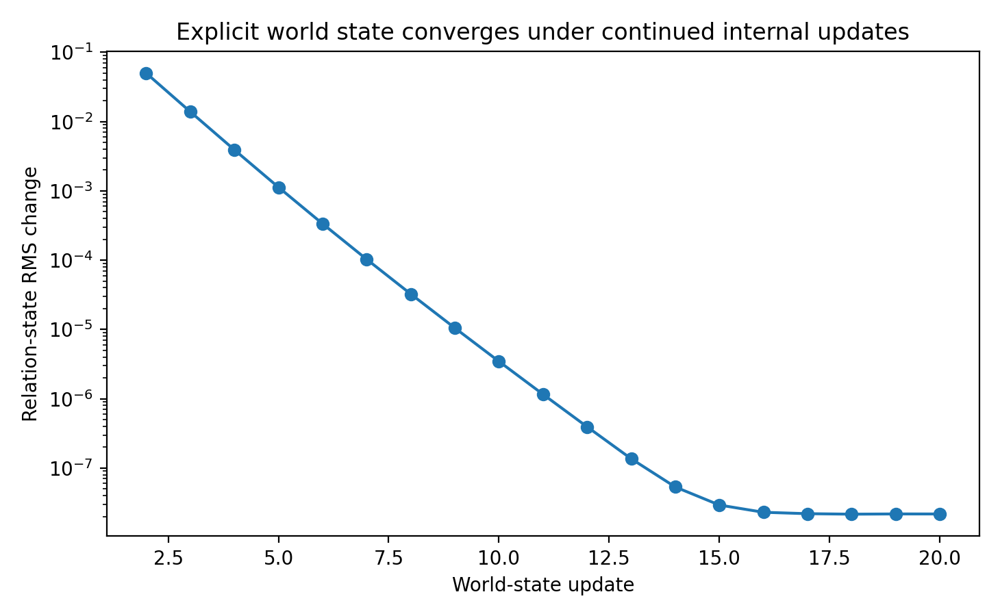 Explicit world state converges under continued internal updates
10⁻¹
10⁻²
10⁻³
10⁻⁴
10⁻⁵
10⁻⁶
10⁻⁷
Relation-state RMS change
2.5 5.0 7.5 10.0 12.5 15.0 17.5 20.0
World-state update